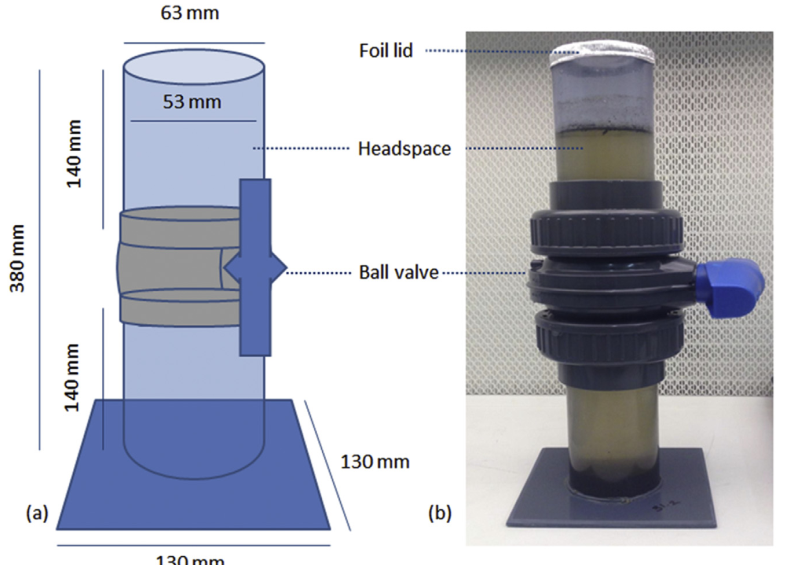 63 mm
Foil lid
53 mm
140 mm
Headspace
380 mm
Ball valve
140 mm
130 mm
(a)
(b)
130 mm